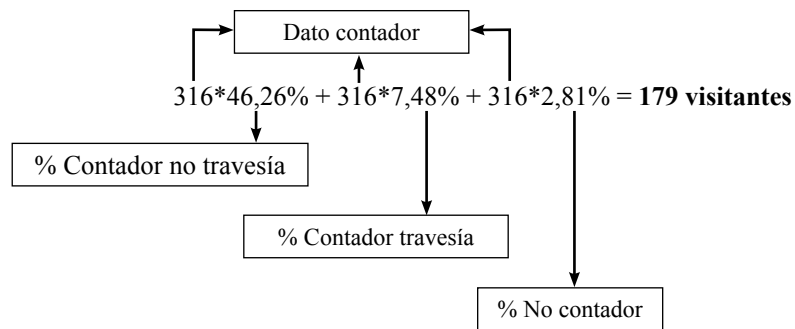 Dato contador
316*46,26% + 316*7,48% + 316*2,81% = 179 visitantes
% Contador no travesía
% Contador travesía
% No contador